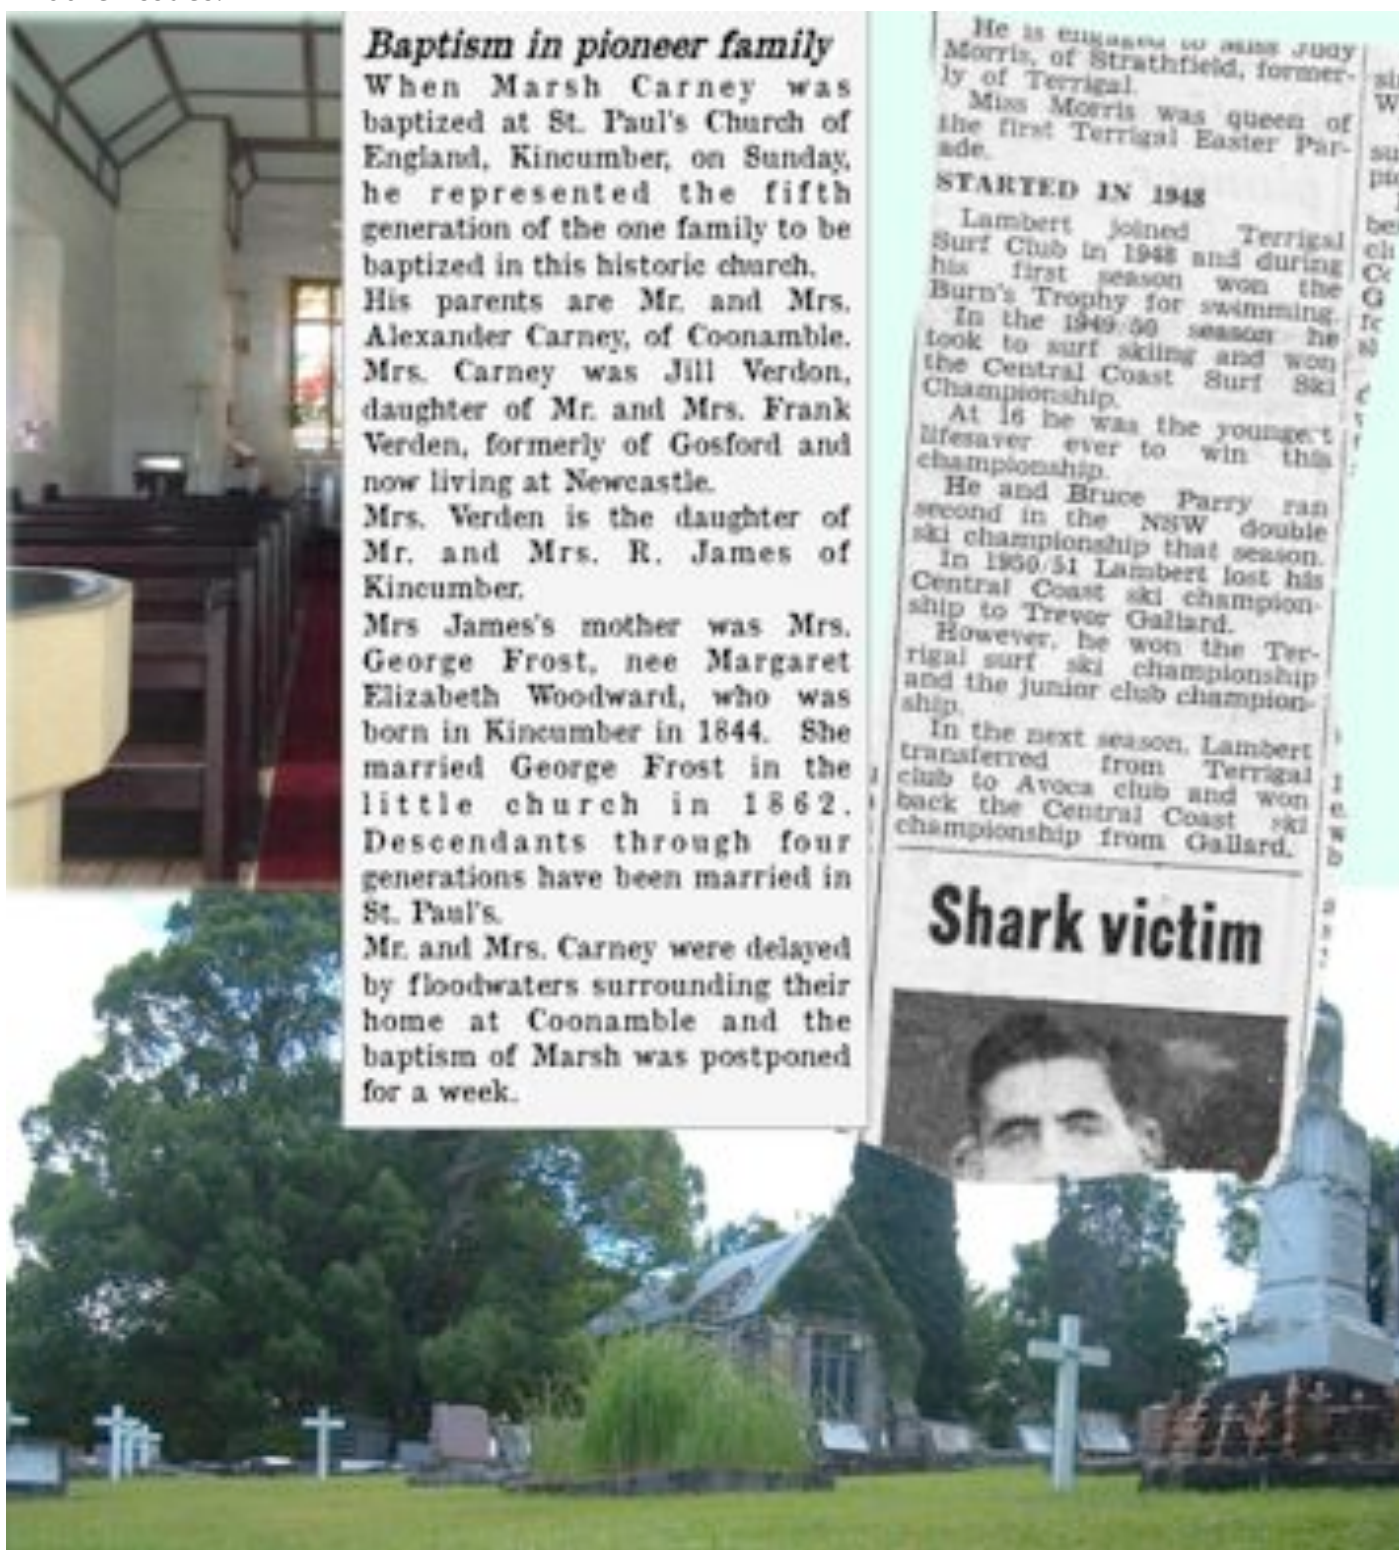 Baptism in pioneer family
When Marsh Carney was
baptized at St. Paul's Church of
England, Kincumber, on Sunday,
he represented the fifth
generation of the one family to be
baptized in this historic church.
His parents are Mr. and Mrs.
Alexander Carney, of Coonamble.
Mrs. Carney was Jill Verdon,
daughter of Mr. and Mrs. Frank
Verden, formerly of Gosford and
now living at Newcastle.
Mrs. Verden is the daughter of
Mr. and Mrs. R. James of
Kincumber.
Mrs James's mother was Mrs.
George Frost, nee Margaret
Elizabeth Woodward, who was
born in Kincumber in 1844. She
married George Frost in the
little church in 1862.
Descendants through four
generations have been married in
St. Paul's.
Mr. and Mrs. Carney were delayed
by floodwaters surrounding their
home at Coonamble and the
baptism of Marsh was postponed
for a week.
He is engaged to Miss Judy
Morris, of Strathfield, former-
ly of Terrigal.
Miss Morris was queen of
the first Terrigal Easter Par-
ade.
STARTED IN 1948
Lambert joined Terrigal
Surf Club in 1948 and during
his first season won the
Burn's Trophy for swimming.
In the 1949/50 season he
took to surf skiing and won
the Central Coast Surf Ski
Championship.
At 16 he was the youngest
lifesaver ever to win this
championship.
He and Bruce Parry ran
second in the NSW double
ski championship that season.
In 1950/51 Lambert lost his
Central Coast ski champion-
ship to Trevor Gallard.
However, he won the Ter-
rigal surf ski championship
and the junior club champion-
ship.
In the next season, Lambert
transferred from Terrigal
club to Avoca club and won
back the Central Coast ski
championship from Gallard.
Shark victim